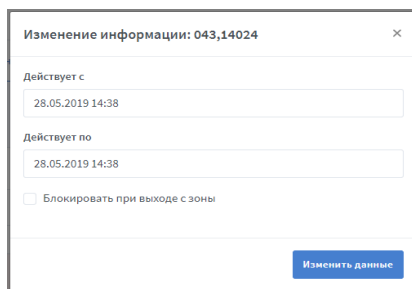 Изменение информации: 043,14024
Действует с
28.05.2019 14:38
Действует по
28.05.2019 14:38
Блокировать при выходе с зоны
Изменить данные